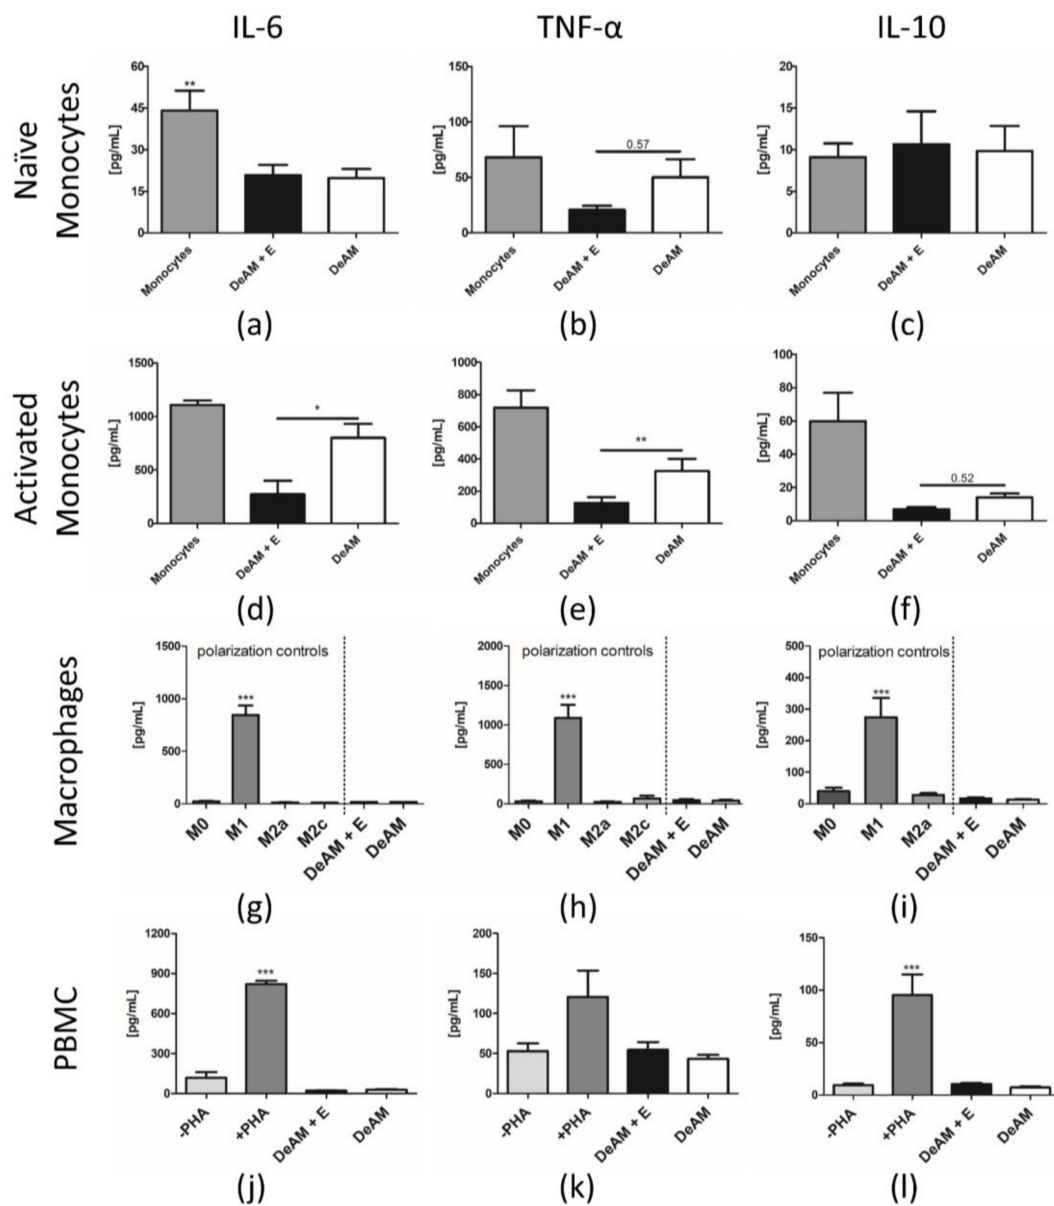 IL-6 TNF-α IL-10
Naïve
Monocytes
[pg/mL]
60
45
30
15
0
**
Monocytes
DeAM + E
DeAM
(a)
[pg/mL]
150
100
50
0
0.57
Monocytes
DeAM + E
DeAM
(b)
[pg/mL]
20
15
10
5
0
Monocytes
DeAM + E
DeAM
(c)
Activated
Monocytes
[pg/mL]
1500
1000
500
0
*
Monocytes
DeAM + E
DeAM
(d)
[pg/mL]
1000
800
600
400
200
0
**
Monocytes
DeAM + E
DeAM
(e)
[pg/mL]
100
80
60
40
20
0
0.52
Monocytes
DeAM + E
DeAM
(f)
Macrophages
[pg/mL]
1500
1000
500
0
polarization controls
***
M0
M1
M2a
M2c
DeAM + E
DeAM
(g)
[pg/mL]
2000
1500
1000
500
0
polarization controls
***
M0
M1
M2a
M2c
DeAM + E
DeAM
(h)
[pg/mL]
500
400
300
200
100
0
polarization controls
***
M0
M1
M2a
DeAM + E
DeAM
(i)
PBMC
[pg/mL]
1200
900
600
300
0
***
-PHA
+PHA
DeAM + E
DeAM
(j)
[pg/mL]
200
150
100
50
0
-PHA
+PHA
DeAM + E
DeAM
(k)
[pg/mL]
150
100
50
0
***
-PHA
+PHA
DeAM + E
DeAM
(l)